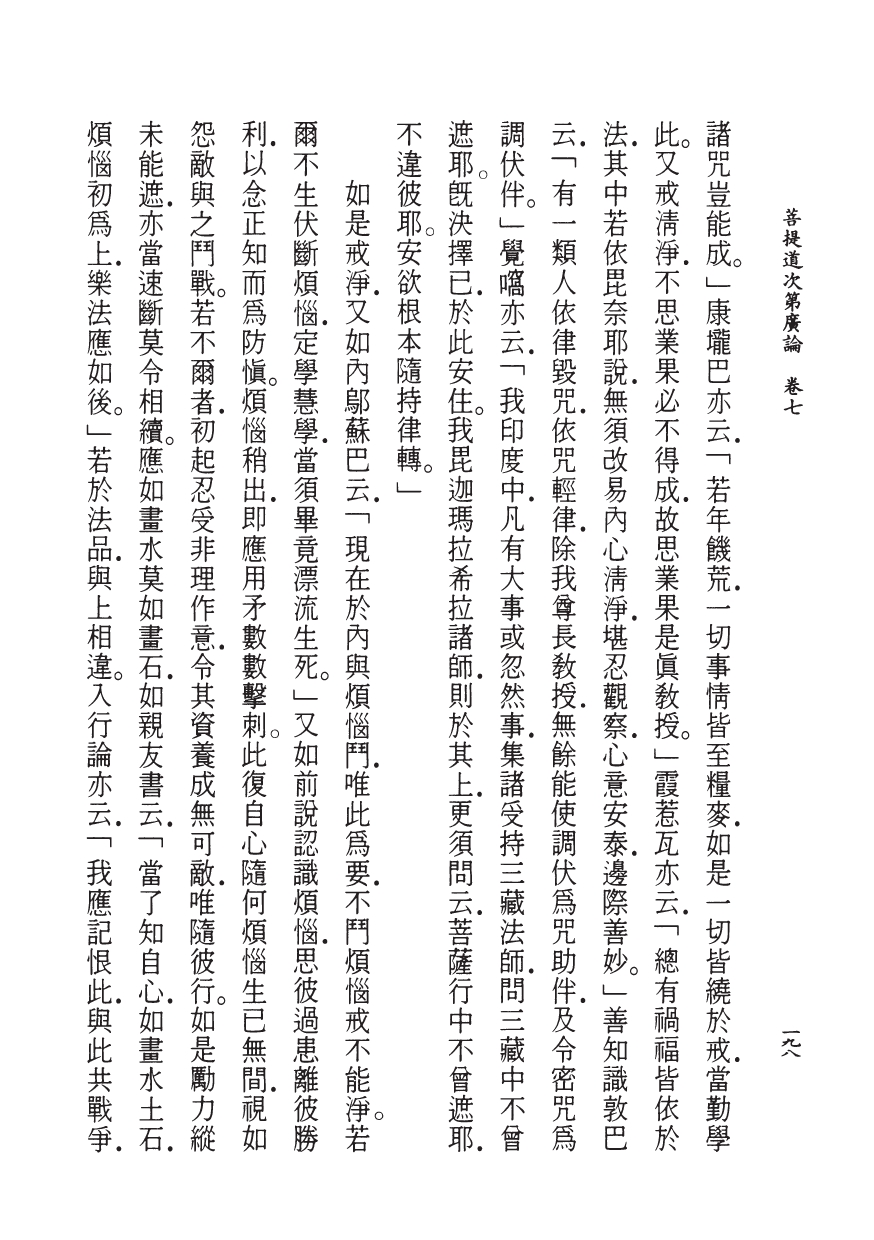 菩提道次第廣論　卷七
一九八
諸咒豈能成。」康壠巴亦云．「若年饑荒．一切事情皆至糧麥．如是一切皆繞於戒．當勤學
此。又戒淸淨．不思業果必不得成．故思業果是眞敎授。」霞惹瓦亦云．「總有禍福皆依於
法．其中若依毘奈耶說．無須改易內心淸淨．堪忍觀察．心意安泰．邊際善妙。」善知識敦巴
云．「有一類人依律毀咒．依咒輕律．除我尊長敎授．無餘能使調伏爲咒助伴．及令密咒爲
調伏伴。」覺嚆亦云．「我印度中．凡有大事或忽然事．集諸受持三藏法師．問三藏中不曾
遮耶。旣決擇已．於此安住。我毘迦瑪拉希拉諸師．則於其上．更須問云．菩薩行中不曾遮耶．
不違彼耶。安欲根本隨持律轉。」
如是戒淨．又如內鄔蘇巴云．「現在於內與煩惱鬥．唯此爲要．不鬥煩惱戒不能淨。若
爾不生伏斷煩惱．定學慧學．當須畢竟漂流生死。」又如前說認識煩惱．思彼過患離彼勝
利．以念正知而爲防愼。煩惱稍出．即應用矛數數擊刺。此復自心隨何煩惱生已無間．視如
怨敵與之鬥戰。若不爾者．初起忍受非理作意．令其資養成無可敵．唯隨彼行。如是勵力縱
未能遮．亦當速斷莫令相續。應如畫水莫如畫石．如親友書云．「當了知自心．如畫水土石．
煩惱初爲上．樂法應如後。」若於法品．與上相違。入行論亦云．「我應記恨此．與此共戰爭．